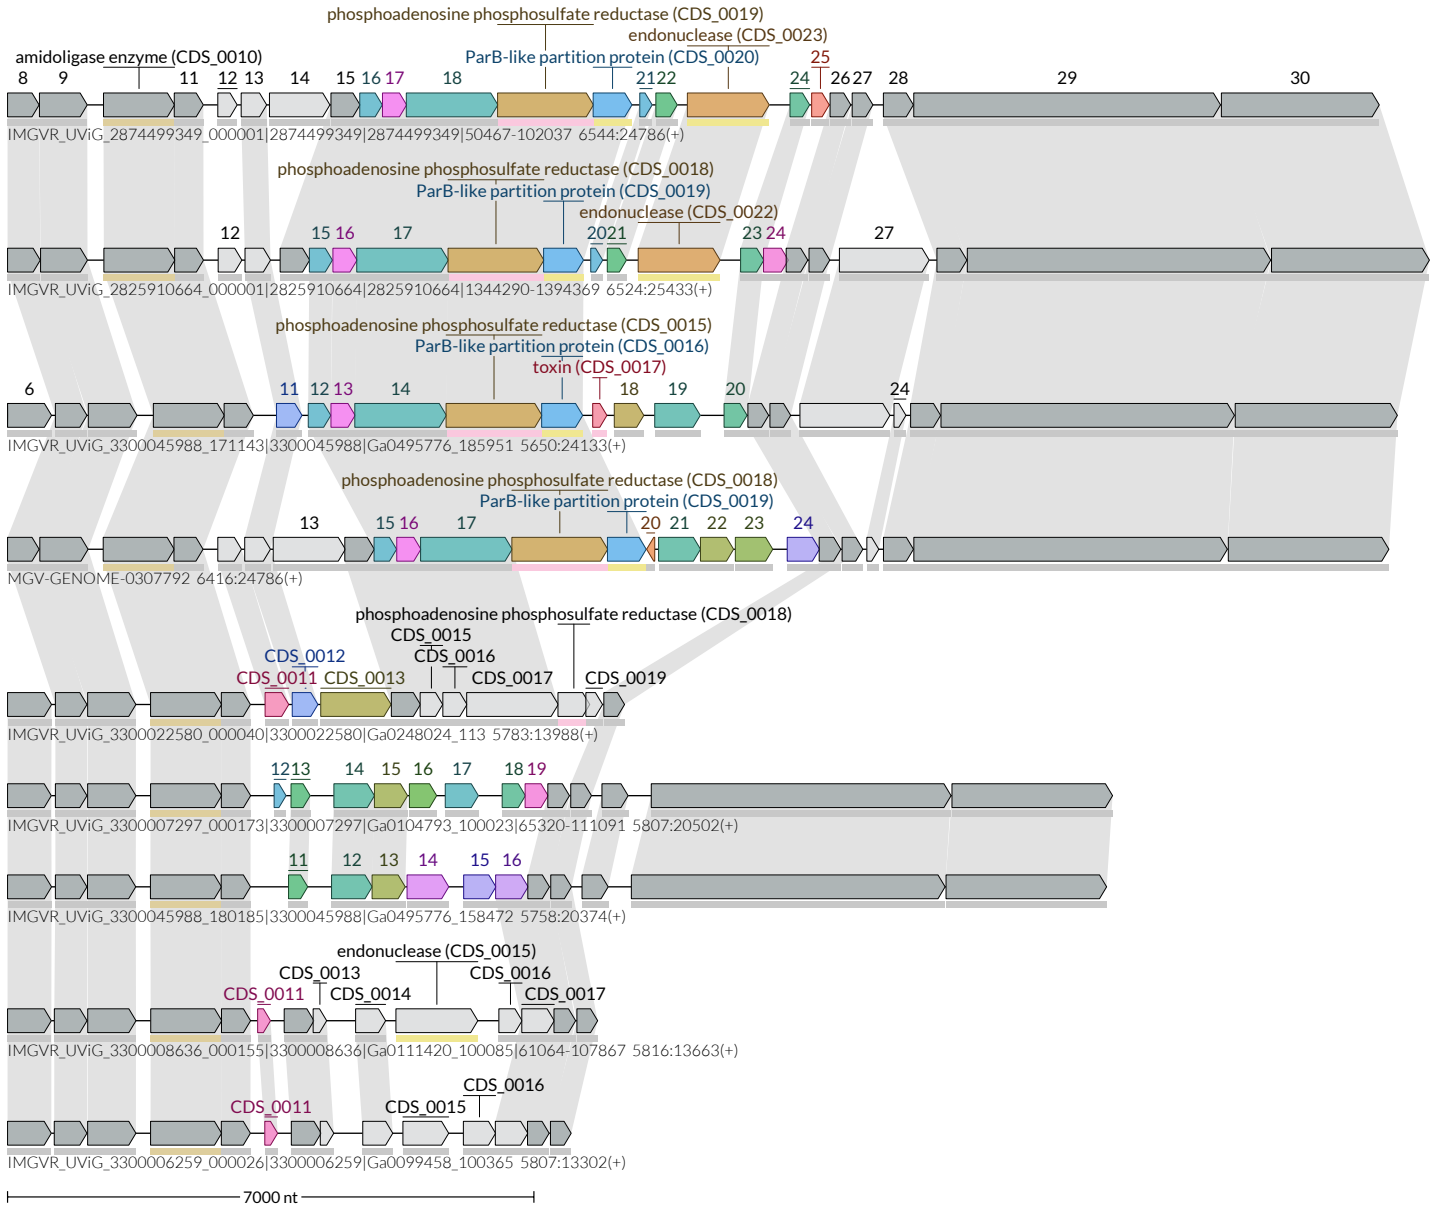 phosphoadenosine phosphosulfate reductase (CDS_0019)
endonuclease (CDS_0023)
amidoligase enzyme (CDS_0010) ParB-like partition protein (CDS_0020)
8 9 11 12 13 14 15 16 17 18 21 22 24 25 26 27 28 29 30
IMGVR_UViG_2874499349_000001|2874499349|2874499349|50467-102037 6544:24786(+)
phosphoadenosine phosphosulfate reductase (CDS_0018)
ParB-like partition protein (CDS_0019)
endonuclease (CDS_0022)
12 15 16 17 20 21 23 24 27
IMGVR_UViG_2825910664_000001|2825910664|2825910664|1344290-1394369 6524:25433(+)
phosphoadenosine phosphosulfate reductase (CDS_0015)
ParB-like partition protein (CDS_0016)
toxin (CDS_0017)
6 11 12 13 14 18 19 20 24
IMGVR_UViG_3300045988_171143|3300045988|Ga0495776_185951 5650:24133(+)
phosphoadenosine phosphosulfate reductase (CDS_0018)
ParB-like partition protein (CDS_0019)
13 15 16 17 20 21 22 23 24
MGV-GENOME-0307792 6416:24786(+)
phosphoadenosine phosphosulfate reductase (CDS_0018)
CDS_0015
CDS_0012 CDS_0016
CDS_0011 CDS_0013 CDS_0017 CDS_0019
IMGVR_UViG_3300022580_000040|3300022580|Ga0248024_113 5783:13988(+)
12 13 14 15 16 17 18 19
IMGVR_UViG_3300007297_000173|3300007297|Ga0104793_100023|65320-111091 5807:20502(+)
11 12 13 14 15 16
IMGVR_UViG_3300045988_180185|3300045988|Ga0495776_158472 5758:20374(+)
endonuclease (CDS_0015)
CDS_0013 CDS_0016
CDS_0011 CDS_0014 CDS_0017
IMGVR_UViG_3300008636_000155|3300008636|Ga0111420_100085|61064-107867 5816:13663(+)
CDS_0016
CDS_0011 CDS_0015
IMGVR_UViG_3300006259_000026|3300006259|Ga0099458_100365 5807:13302(+)
7000 nt